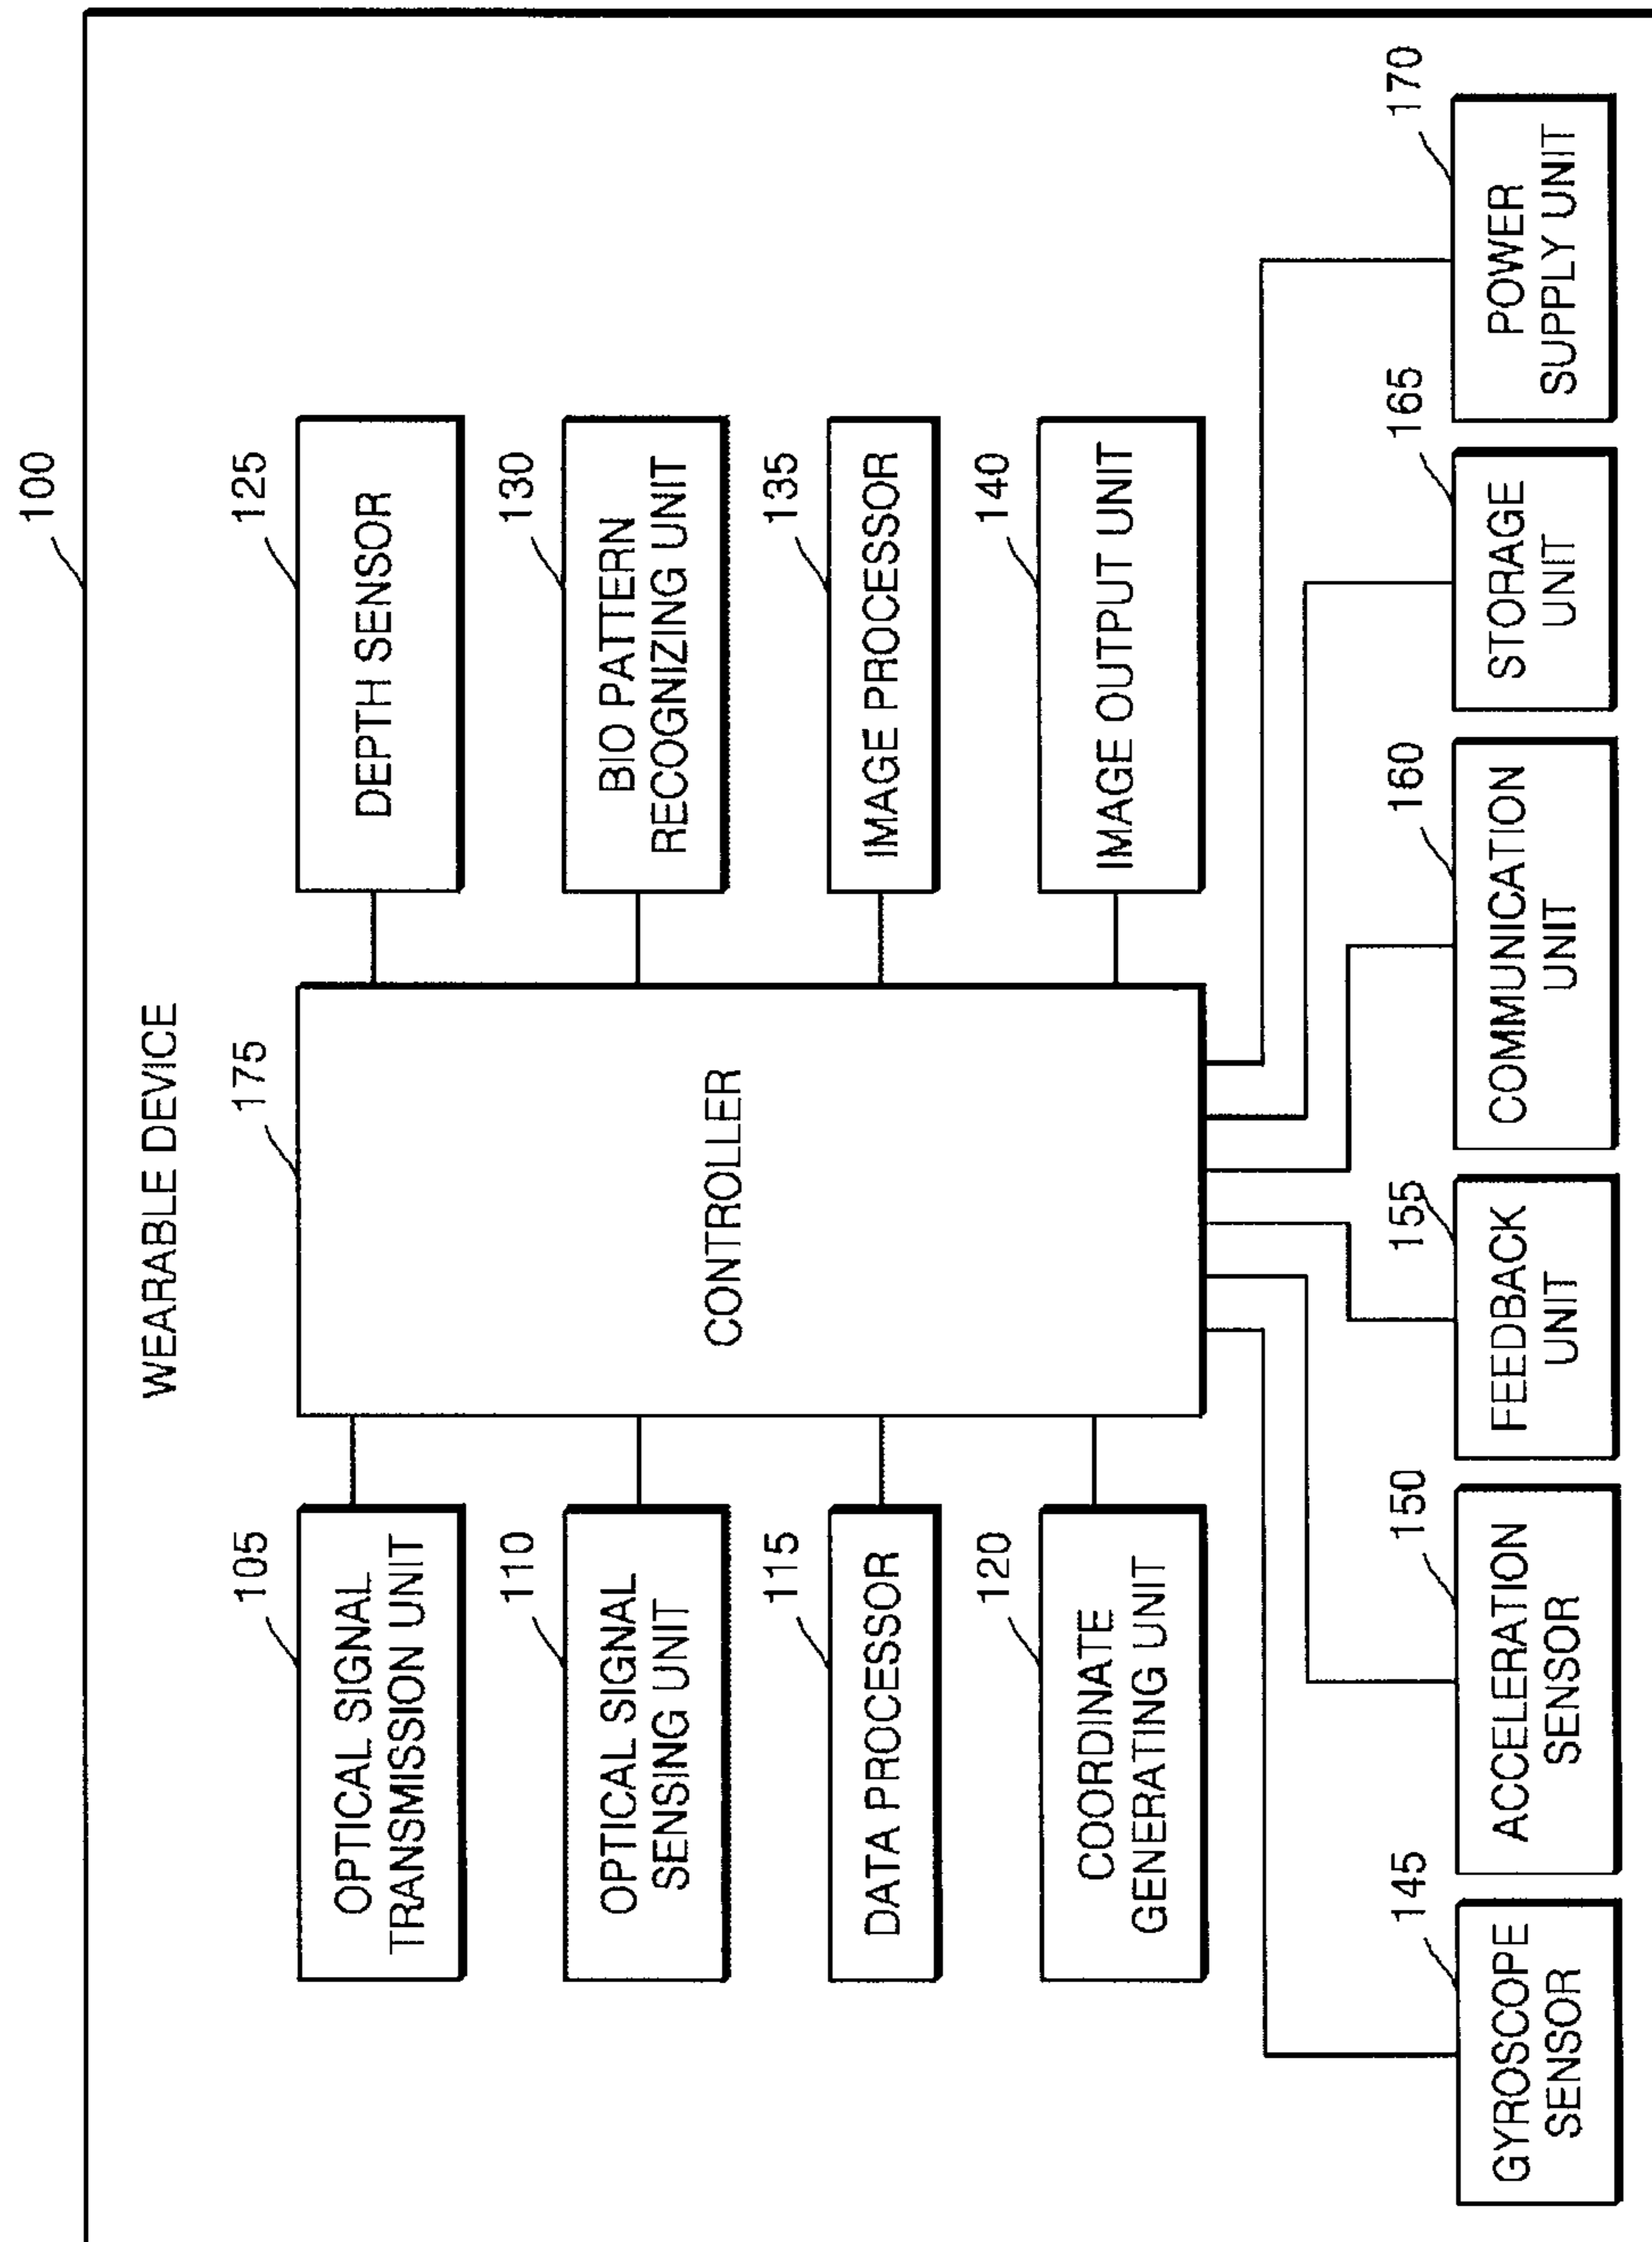 100
WEARABLE DEVICE
105
OPTICAL SIGNAL
TRANSMISSION UNIT
110
OPTICAL SIGNAL
SENSING UNIT
115
DATA PROCESSOR
120
COORDINATE
GENERATING UNIT
175
CONTROLLER
125
DEPTH SENSOR
130
BIO PATTERN
RECOGNIZING UNIT
135
IMAGE PROCESSOR
140
IMAGE OUTPUT UNIT
145
GYROSCOPE
SENSOR
150
ACCELERATION
SENSOR
155
FEEDBACK
UNIT
160
COMMUNICATION
UNIT
165
STORAGE
UNIT
170
POWER
SUPPLY UNIT